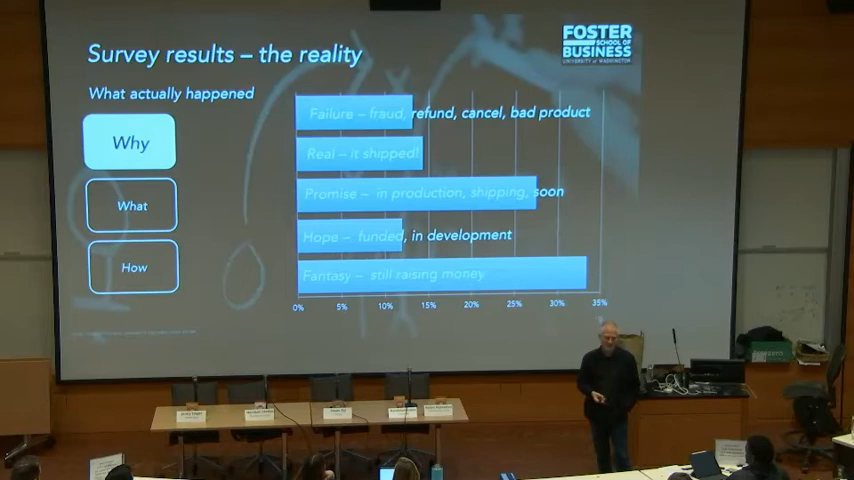 Survey results – the reality
FOSTER
SCHOOL OF
BUSINESS
UNIVERSITY OF WASHINGTON
What actually happened
Why
What
How
Failure – fraud, refund, cancel, bad product
Real – it shipped!
Promise – in production, shipping, soon
Hope – funded, in development
Fantasy – still raising money
0% 5% 10% 15% 20% 25% 30% 35%